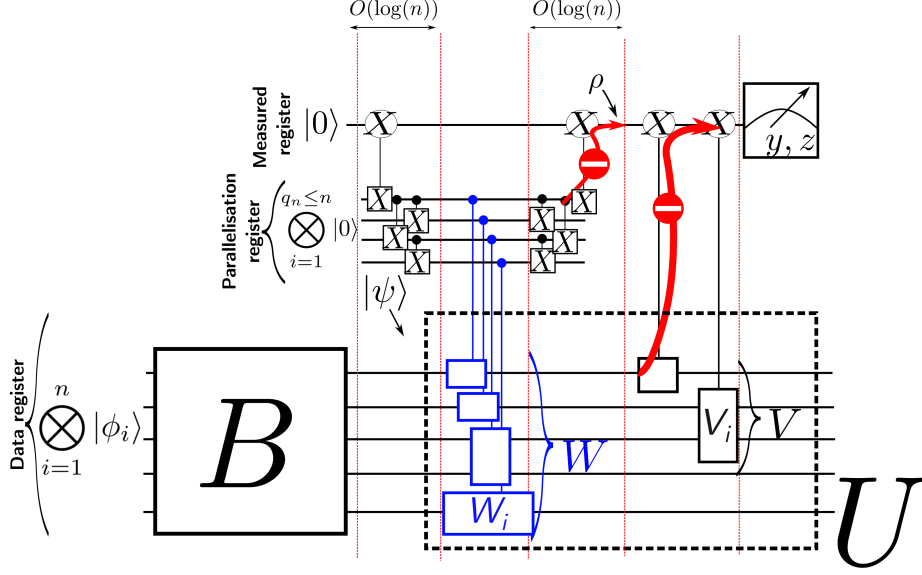 O(log(n)) O(log(n))
ρ
Measured register |0⟩ X X X X y, z
Parallelisation register q_n≤n ⊗ i=1 |0⟩
X X X X X X X X
|ψ⟩
Data register n ⊗ i=1 |ϕ_i⟩
B
W_i W
V_i V
U